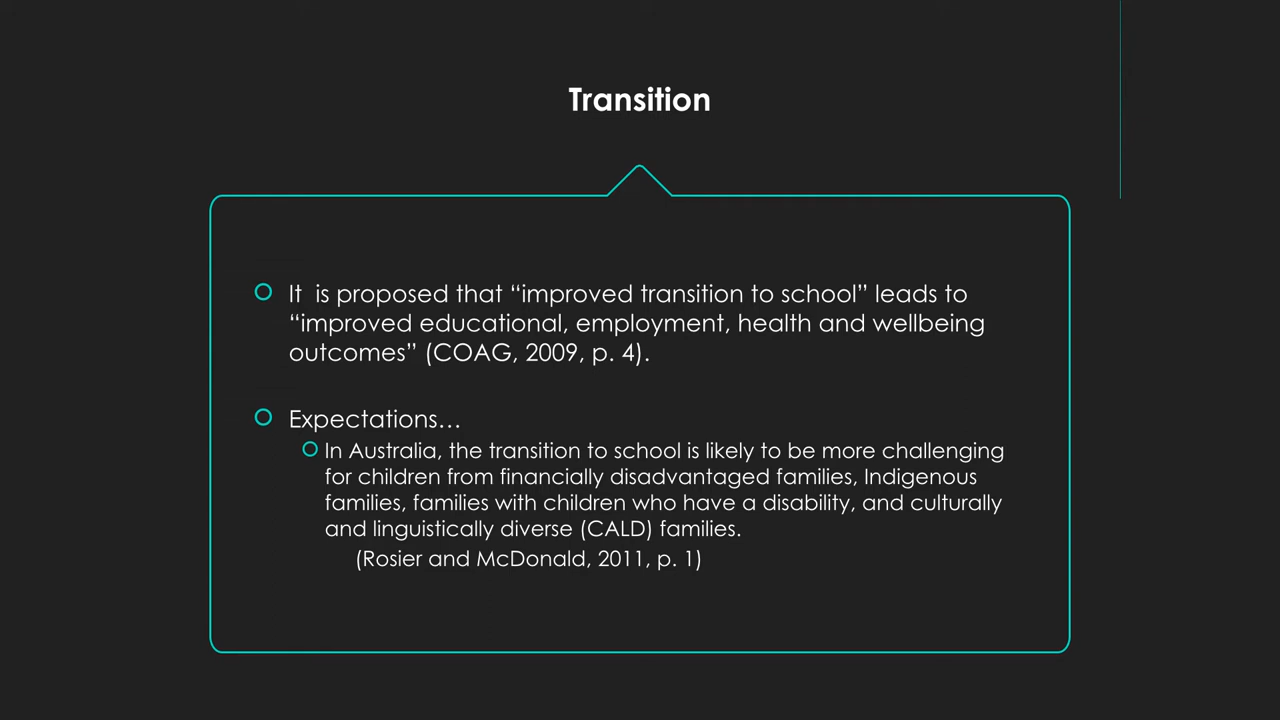 Transition
It  is proposed that “improved transition to school” leads to
“improved educational, employment, health and wellbeing
outcomes” (COAG, 2009, p. 4).
Expectations…
In Australia, the transition to school is likely to be more challenging
for children from financially disadvantaged families, Indigenous
families, families with children who have a disability, and culturally
and linguistically diverse (CALD) families.
(Rosier and McDonald, 2011, p. 1)